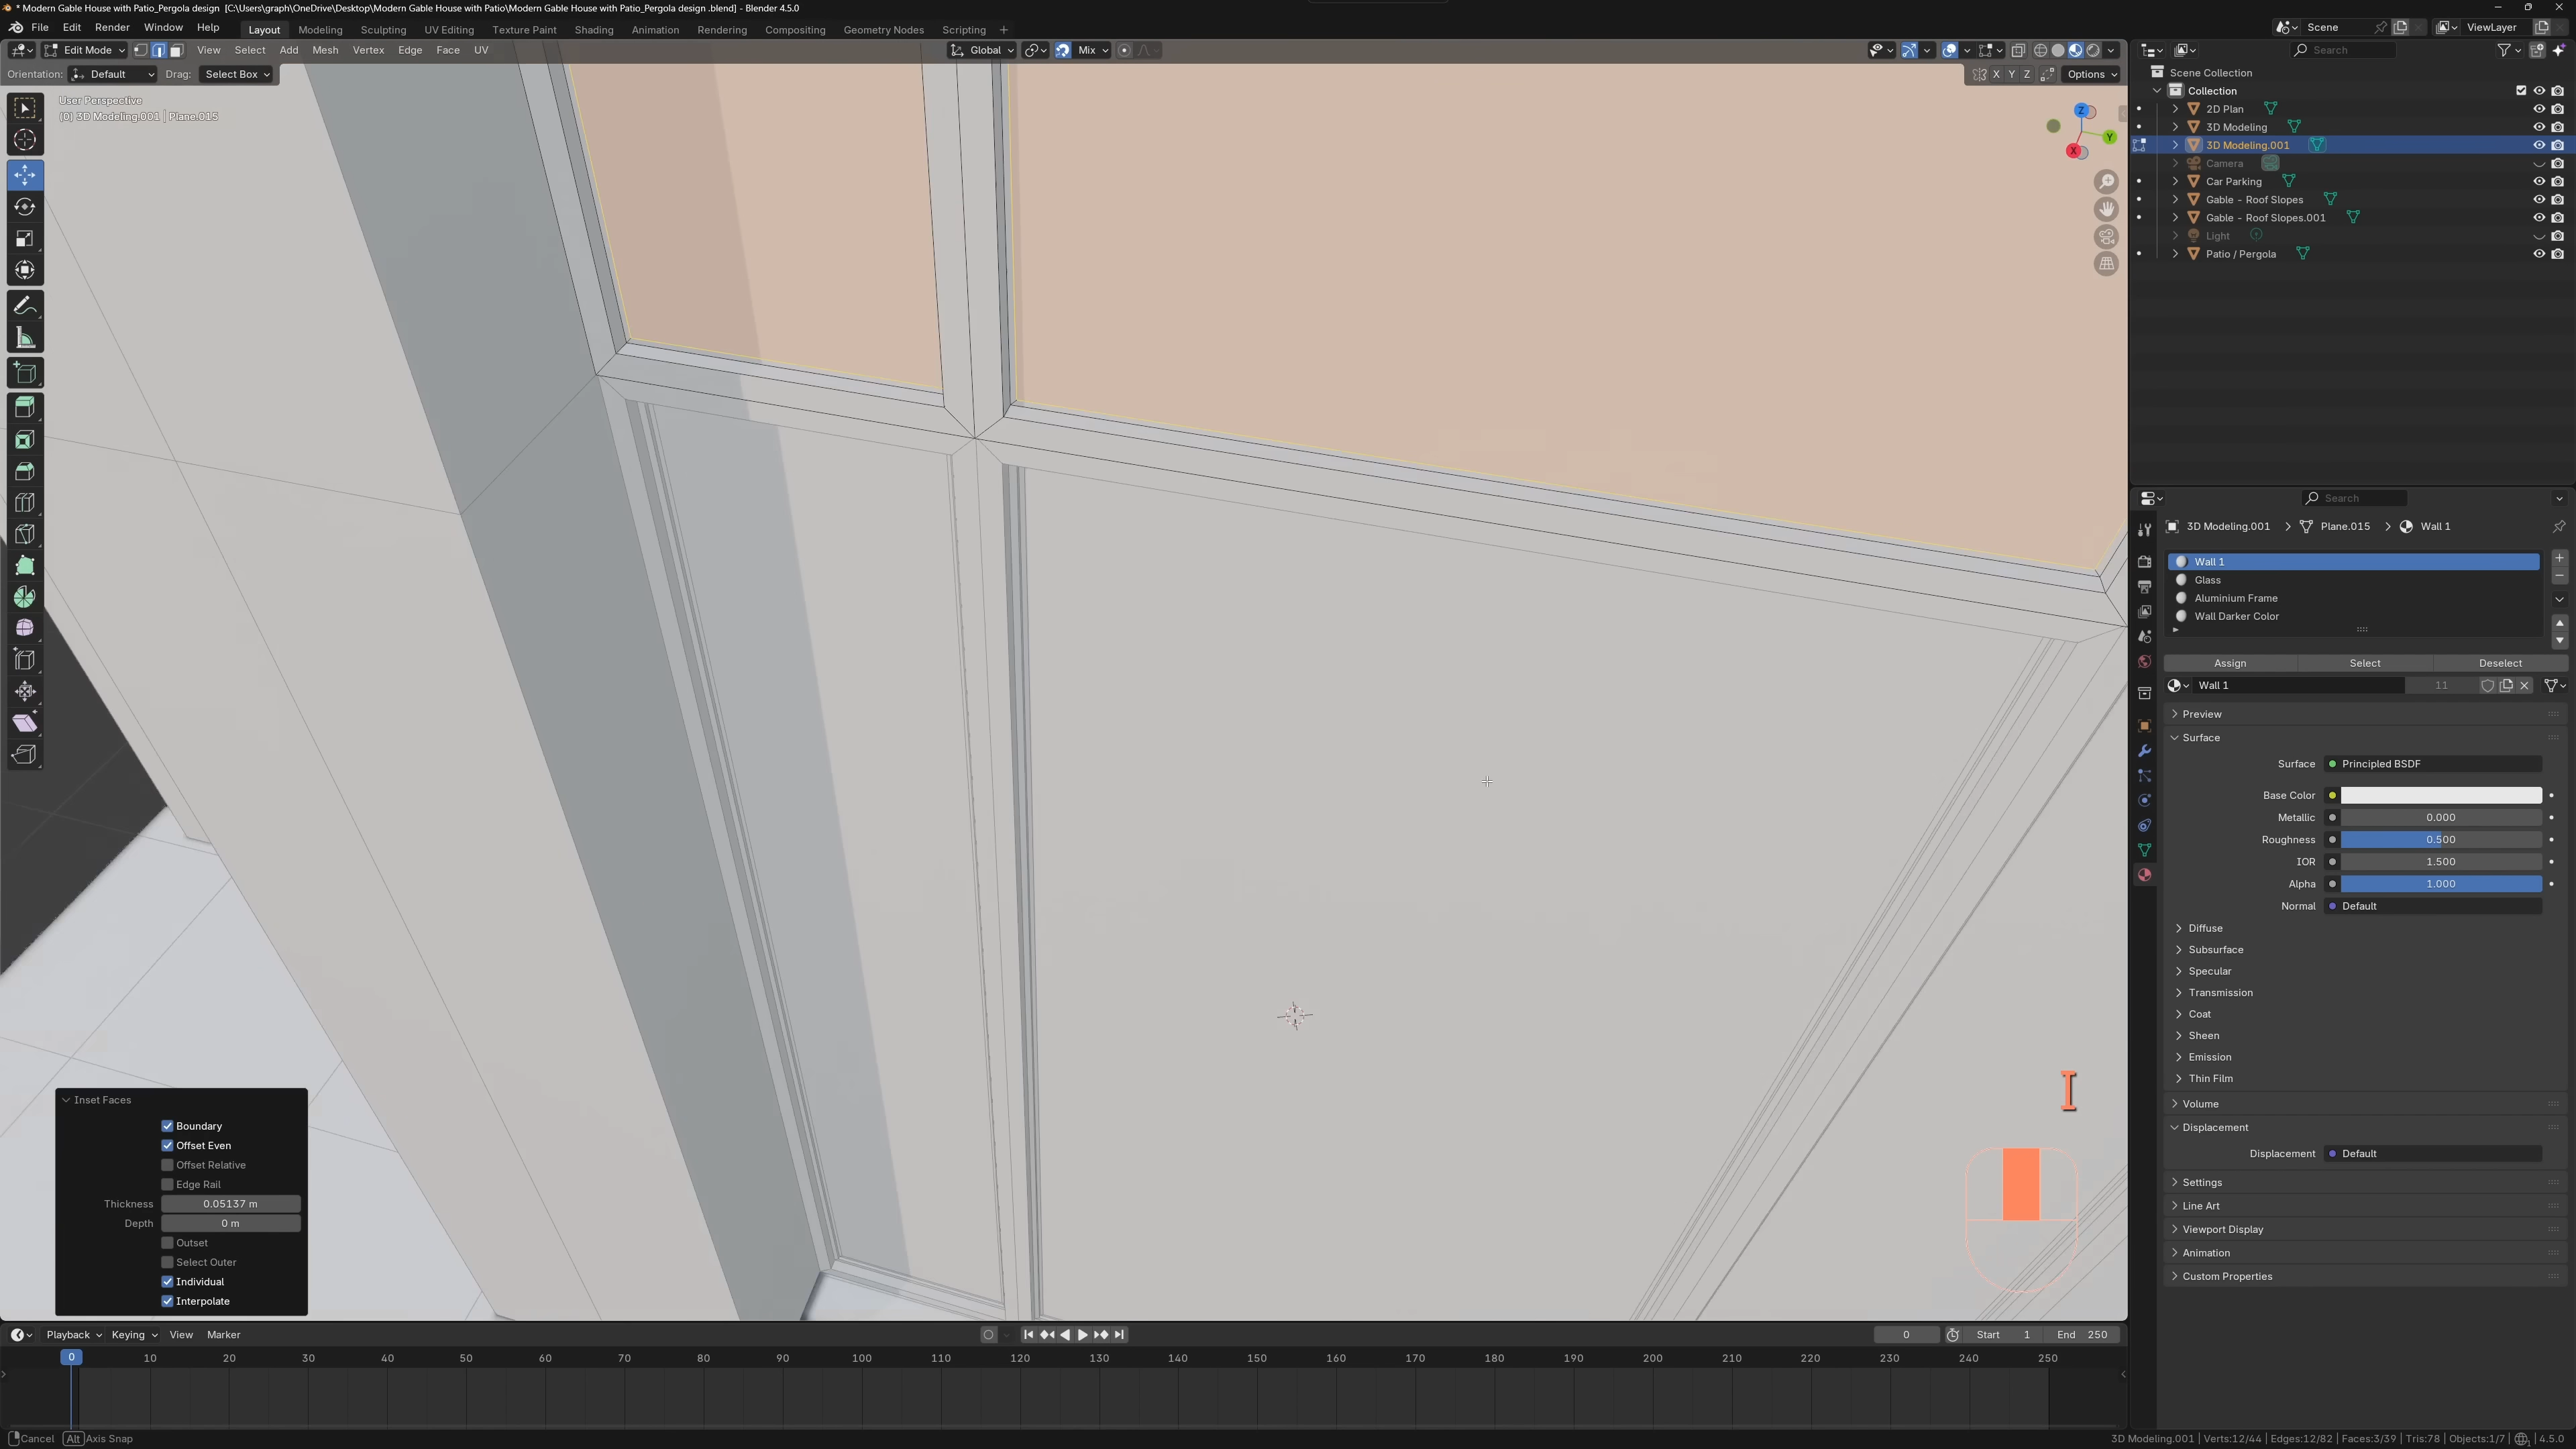 * Modern Gable House with Patio_Pergola design  [C:\Users\graph\OneDrive\Desktop\Modern Gable House with Patio\Modern Gable House with Patio_Pergola design .blend] - Blender 4.5.0
File Edit Render Window Help Layout Modeling Sculpting UV Editing Texture Paint Shading Animation Rendering Compositing Geometry Nodes Scripting + Scene ViewLayer
Edit Mode View Select Add Mesh Vertex Edge Face UV Global Mix Search
Orientation: Default Drag: Select Box X Y Z Options
User Perspective
(0) 3D Modeling.001 | Plane.015
Z
Y
X
Scene Collection
Collection
2D Plan
3D Modeling
3D Modeling.001
Camera
Car Parking
Gable - Roof Slopes
Gable - Roof Slopes.001
Light
Patio / Pergola
Search
3D Modeling.001 > Plane.015 > Wall 1
Wall 1
Glass
Aluminium Frame
Wall Darker Color
Assign Select Deselect
Wall 1 11
Preview
Surface
Surface Principled BSDF
Base Color
Metallic 0.000
Roughness 0.500
IOR 1.500
Alpha 1.000
Normal Default
Diffuse
Subsurface
Specular
Transmission
Coat
Sheen
Emission
Thin Film
Volume
Displacement
Displacement Default
Settings
Line Art
Viewport Display
Animation
Custom Properties
I
Inset Faces
Boundary
Offset Even
Offset Relative
Edge Rail
Thickness 0.05137 m
Depth 0 m
Outset
Select Outer
Individual
Interpolate
Playback Keying View Marker 0 Start 1 End 250
0 10 20 30 40 50 60 70 80 90 100 110 120 130 140 150 160 170 180 190 200 210 220 230 240 250
Cancel Alt Axis Snap
3D Modeling.001 | Verts:12/44 | Edges:12/82 | Faces:3/39 | Tris:78 | Objects:1/7 | 4.5.0